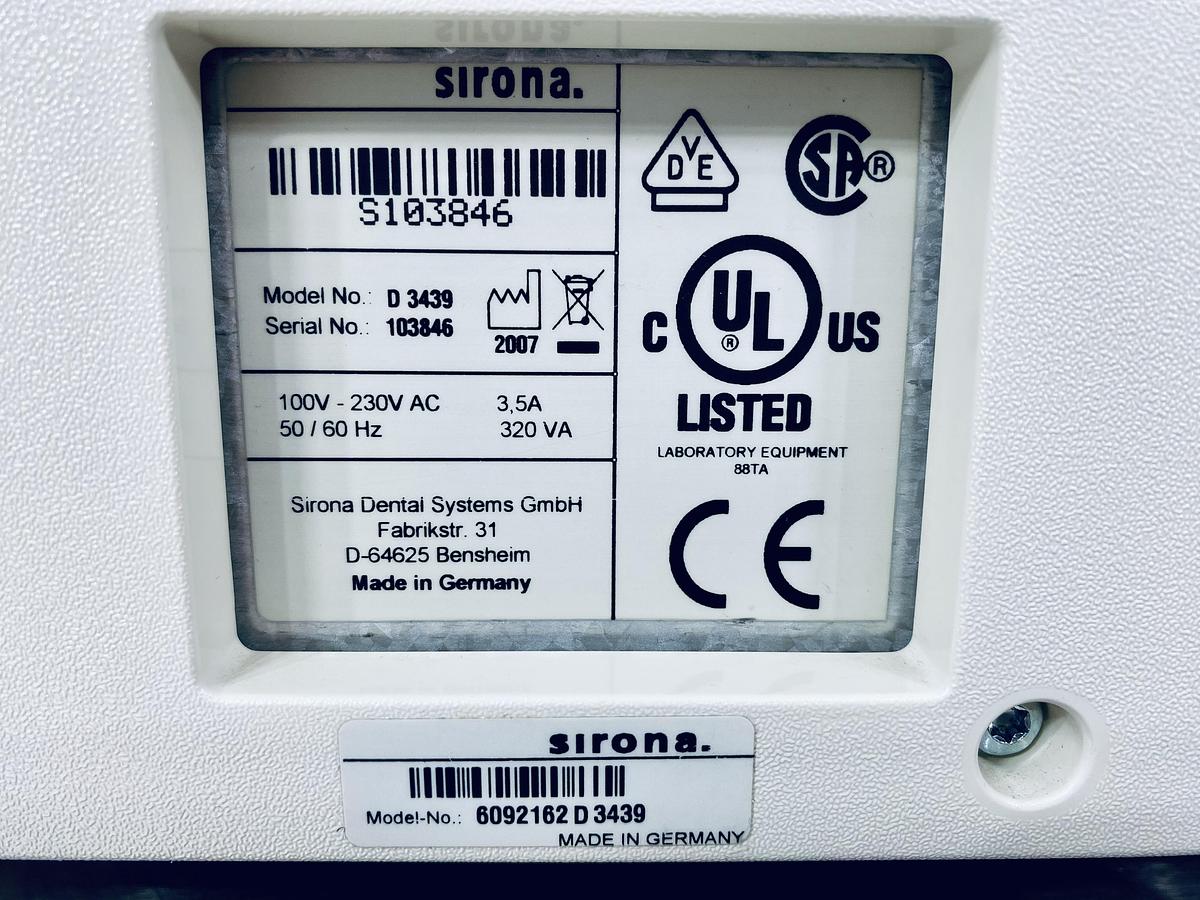 sirona.
S103846
Model No.: D 3439
Serial No.: 103846
2007
100V - 230V AC 3,5A
50 / 60 Hz 320 VA
Sirona Dental Systems GmbH
Fabrikstr. 31
D-64625 Bensheim
Made in Germany
VDE
CSA®
C UL® US
LISTED
LABORATORY EQUIPMENT
88TA
CE
sirona.
Model-No.: 6092162 D 3439
MADE IN GERMANY